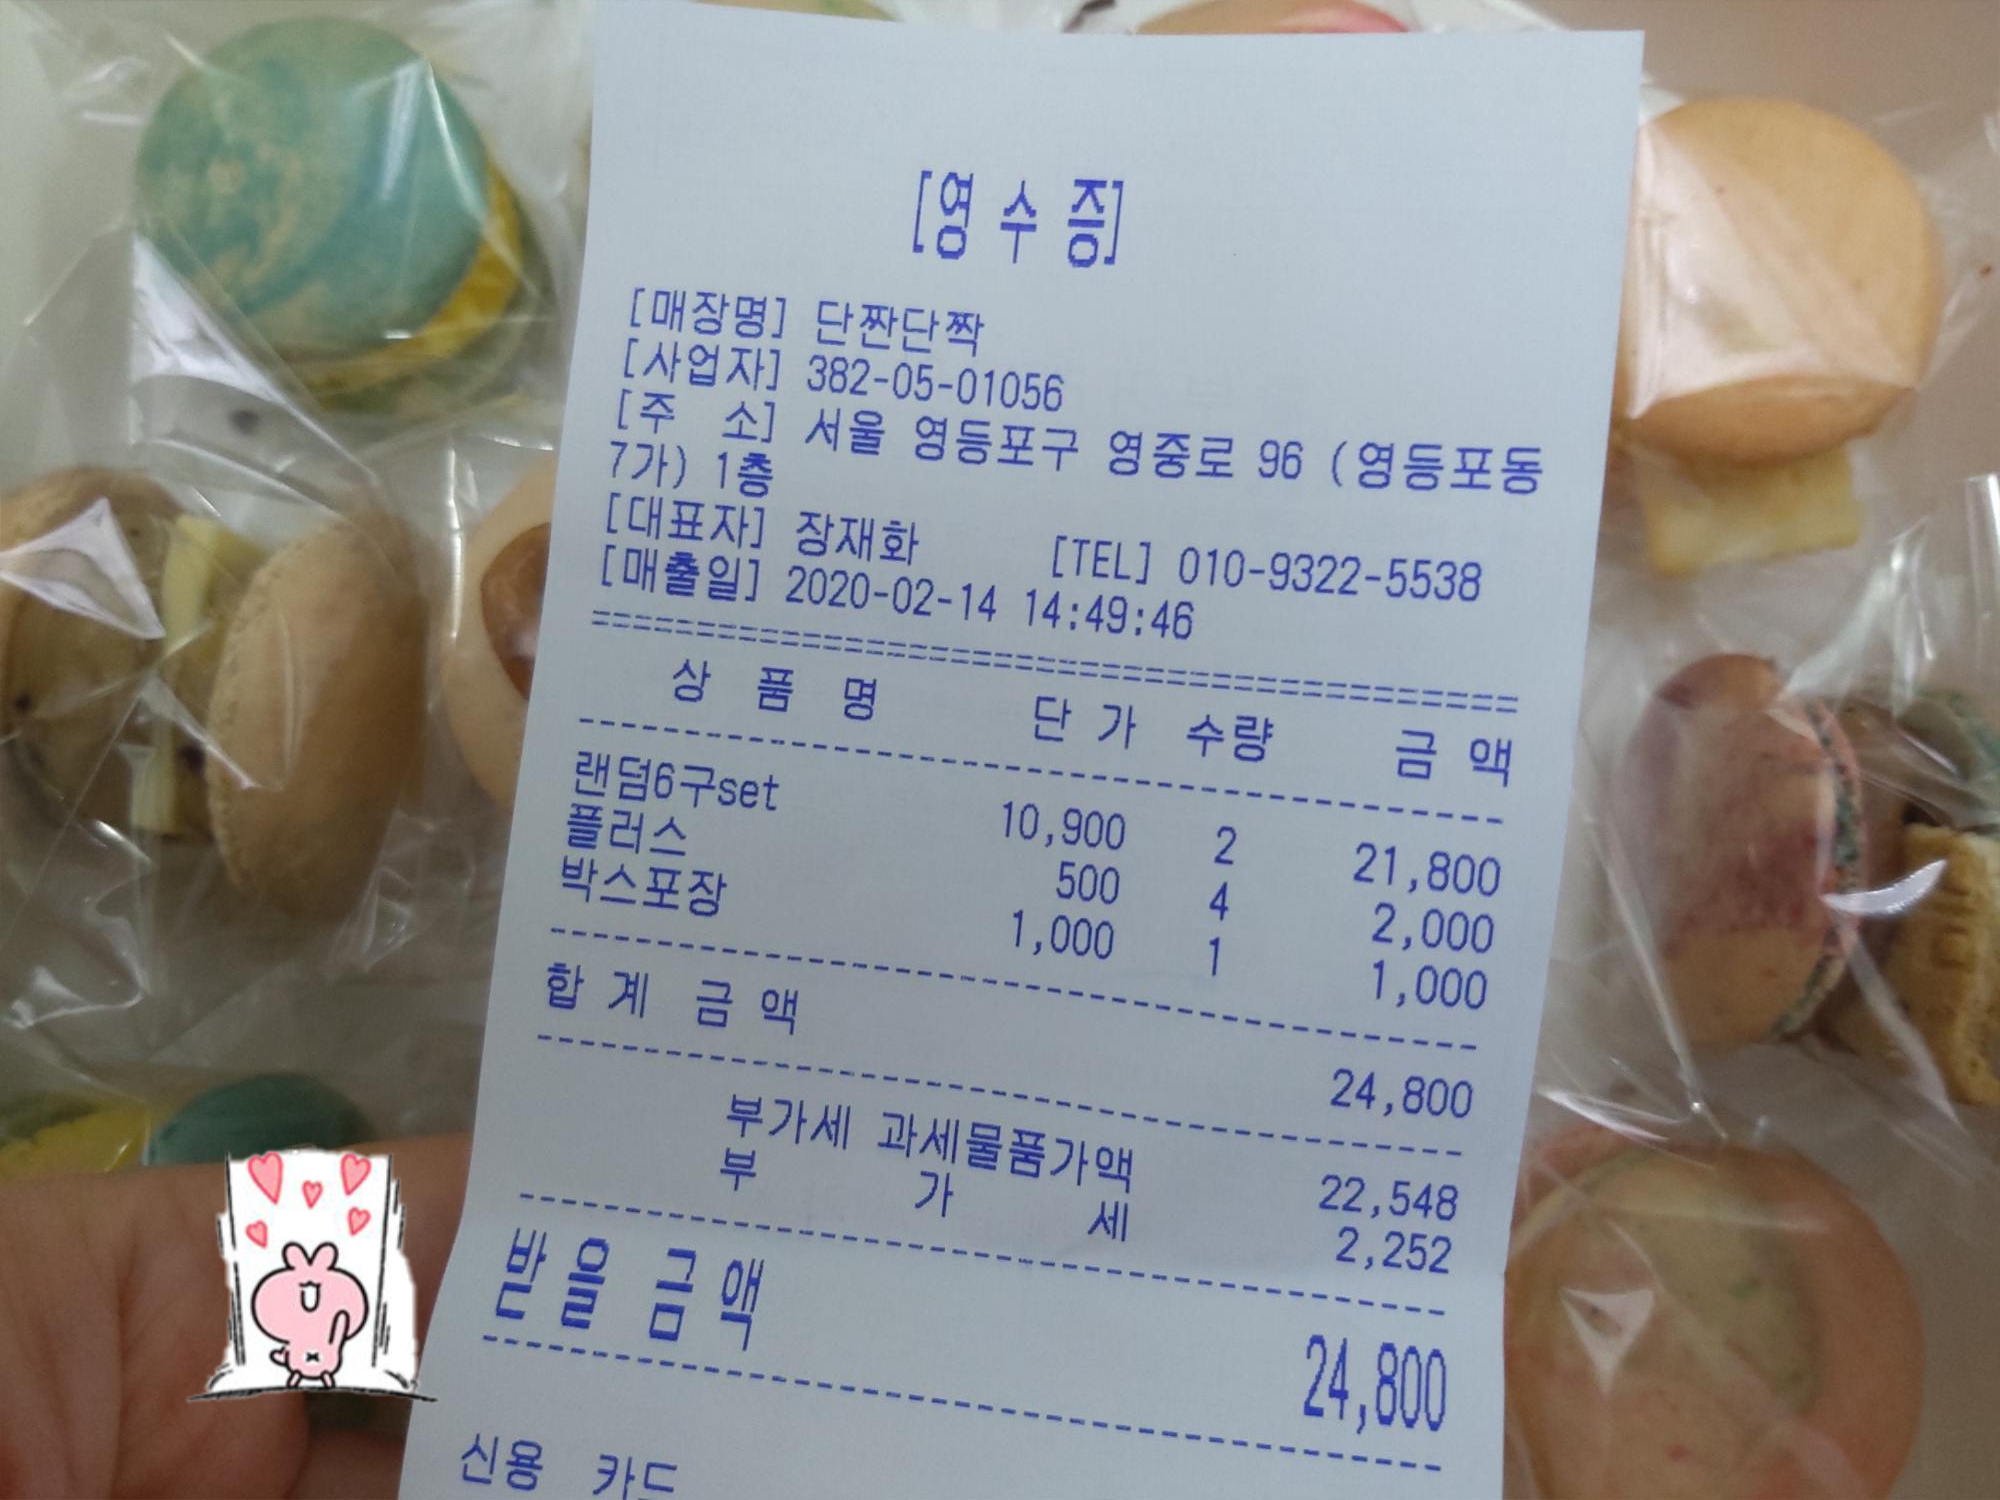 [영 수 증]
[매장명] 단짠단짝
[사업자] 382-05-01056
[주 소] 서울 영등포구 영중로 96 (영등포동
7가) 1층
[대표자] 장재화 [TEL] 010-9322-5538
[매출일] 2020-02-14 14:49:46
상 품 명 단 가 수량 금 액
랜덤6구set 10,900 2 21,800
플러스 500 4 2,000
박스포장 1,000 1 1,000
합 계 금 액 24,800
부가세 과세물품가액 22,548
부 가 세 2,252
받 을 금 액 24,800
신용 카드